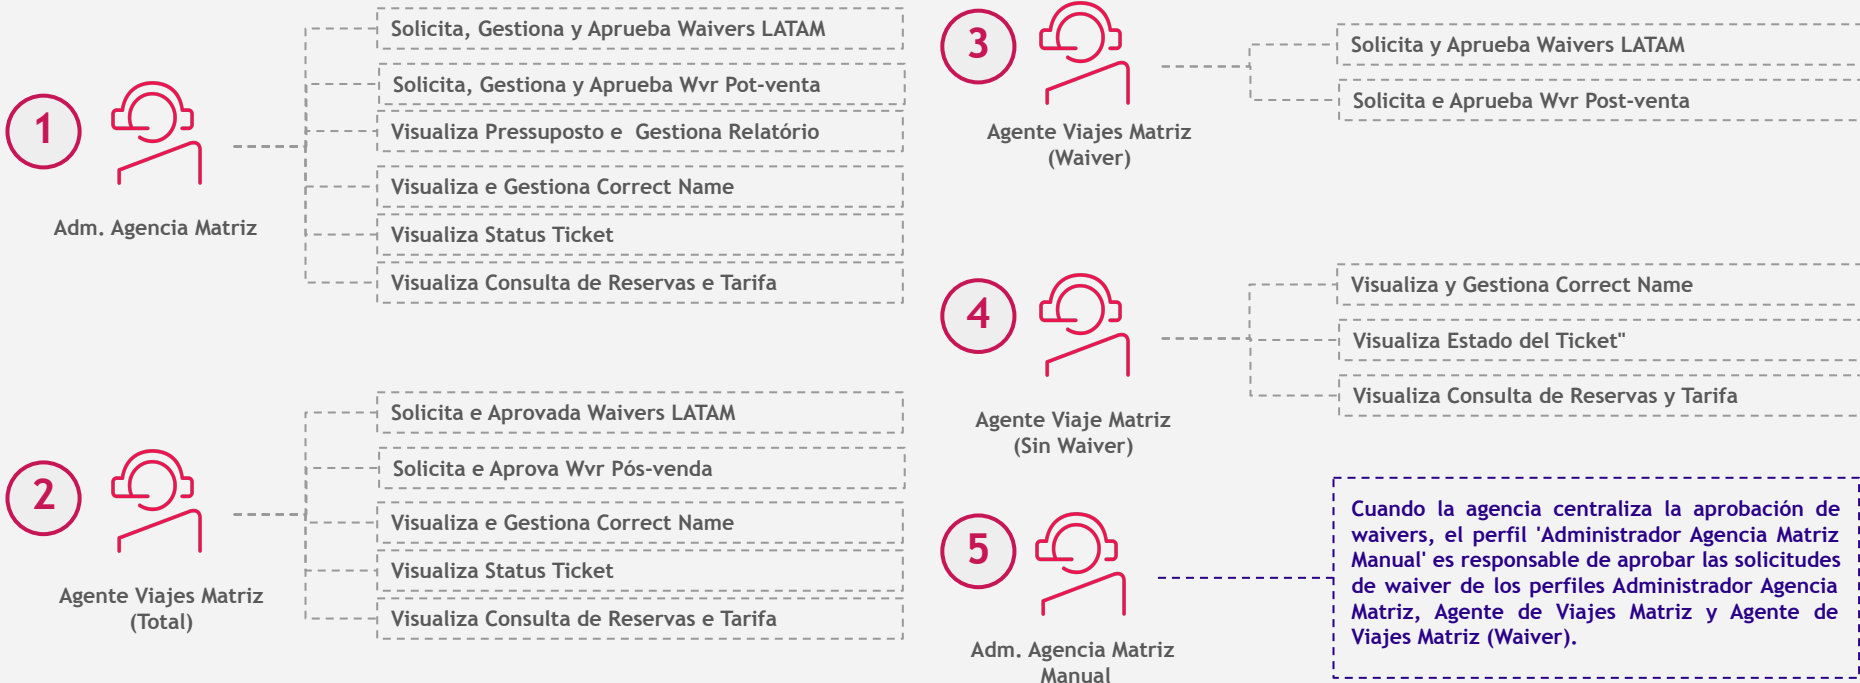 1
Adm. Agencia Matriz
Solicita, Gestiona y Aprueba Waivers LATAM
Solicita, Gestiona y Aprueba Wvr Pot-venta
Visualiza Pressuposto e Gestiona Relatório
Visualiza e Gestiona Correct Name
Visualiza Status Ticket
Visualiza Consulta de Reservas e Tarifa
2
Agente Viajes Matriz
(Total)
Solicita e Aprovada Waivers LATAM
Solicita e Aprova Wvr Pós-venda
Visualiza e Gestiona Correct Name
Visualiza Status Ticket
Visualiza Consulta de Reservas e Tarifa
3
Agente Viajes Matriz
(Waiver)
Solicita y Aprueba Waivers LATAM
Solicita e Aprueba Wvr Post-venta
4
Agente Viaje Matriz
(Sin Waiver)
Visualiza y Gestiona Correct Name
Visualiza Estado del Ticket"
Visualiza Consulta de Reservas y Tarifa
5
Adm. Agencia Matriz
Manual
Cuando la agencia centraliza la aprobación de
waivers, el perfil 'Administrador Agencia Matriz
Manual' es responsable de aprobar las solicitudes
de waiver de los perfiles Administrador Agencia
Matriz, Agente de Viajes Matriz y Agente de
Viajes Matriz (Waiver).